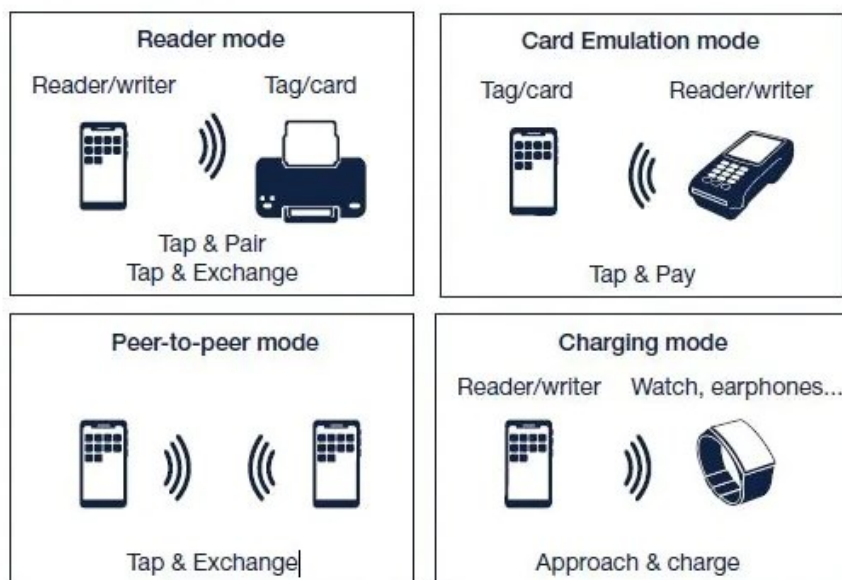 Reader mode
Reader/writer Tag/card
Tap & Pair
Tap & Exchange
Card Emulation mode
Tag/card Reader/writer
Tap & Pay
Peer-to-peer mode
Tap & Exchange
Charging mode
Reader/writer Watch, earphones...
Approach & charge